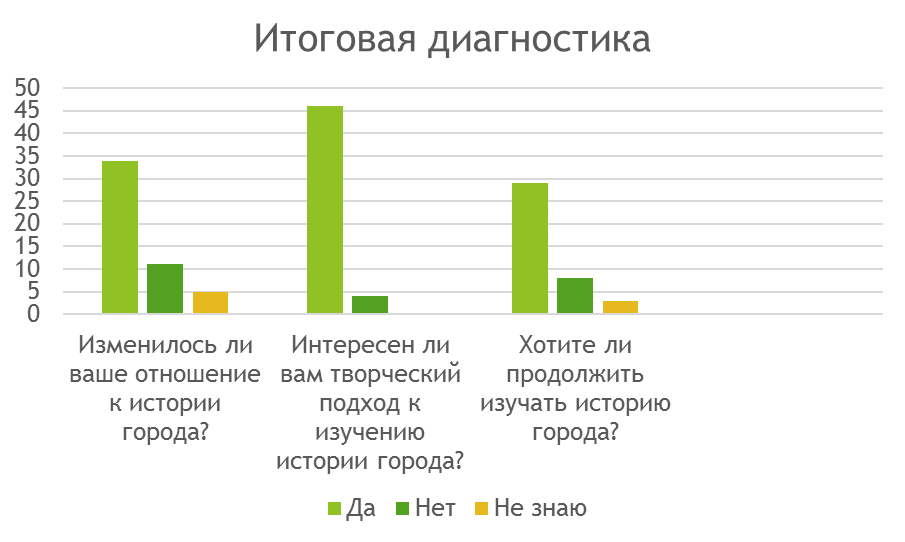 Итоговая диагностика
50
45
40
35
30
25
20
15
10
5
0
Изменилось ли
ваше отношение
к истории
города?
Интересен ли
вам творческий
подход к
изучению
истории города?
Хотите ли
продолжить
изучать историю
города?
Да Нет Не знаю